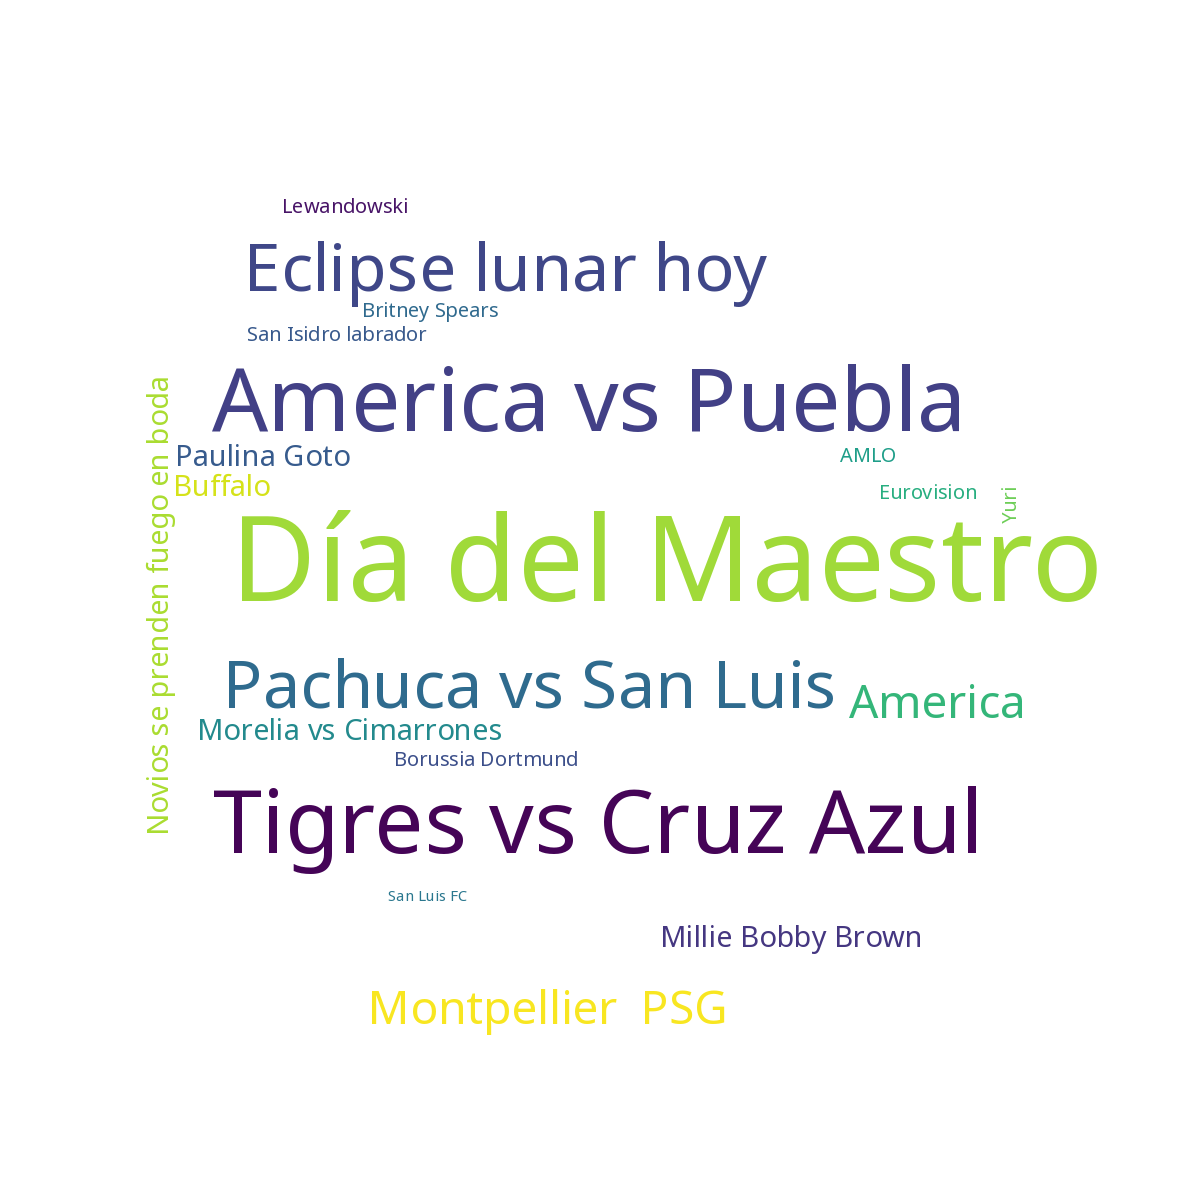 Lewandowski
Eclipse lunar hoy
Britney Spears
San Isidro labrador
America vs Puebla
Novios se prenden fuego en boda
Paulina Goto
AMLO
Buffalo
Eurovision
Yuri
Día del Maestro
Pachuca vs San Luis
America
Morelia vs Cimarrones
Borussia Dortmund
Tigres vs Cruz Azul
San Luis FC
Millie Bobby Brown
Montpellier  PSG